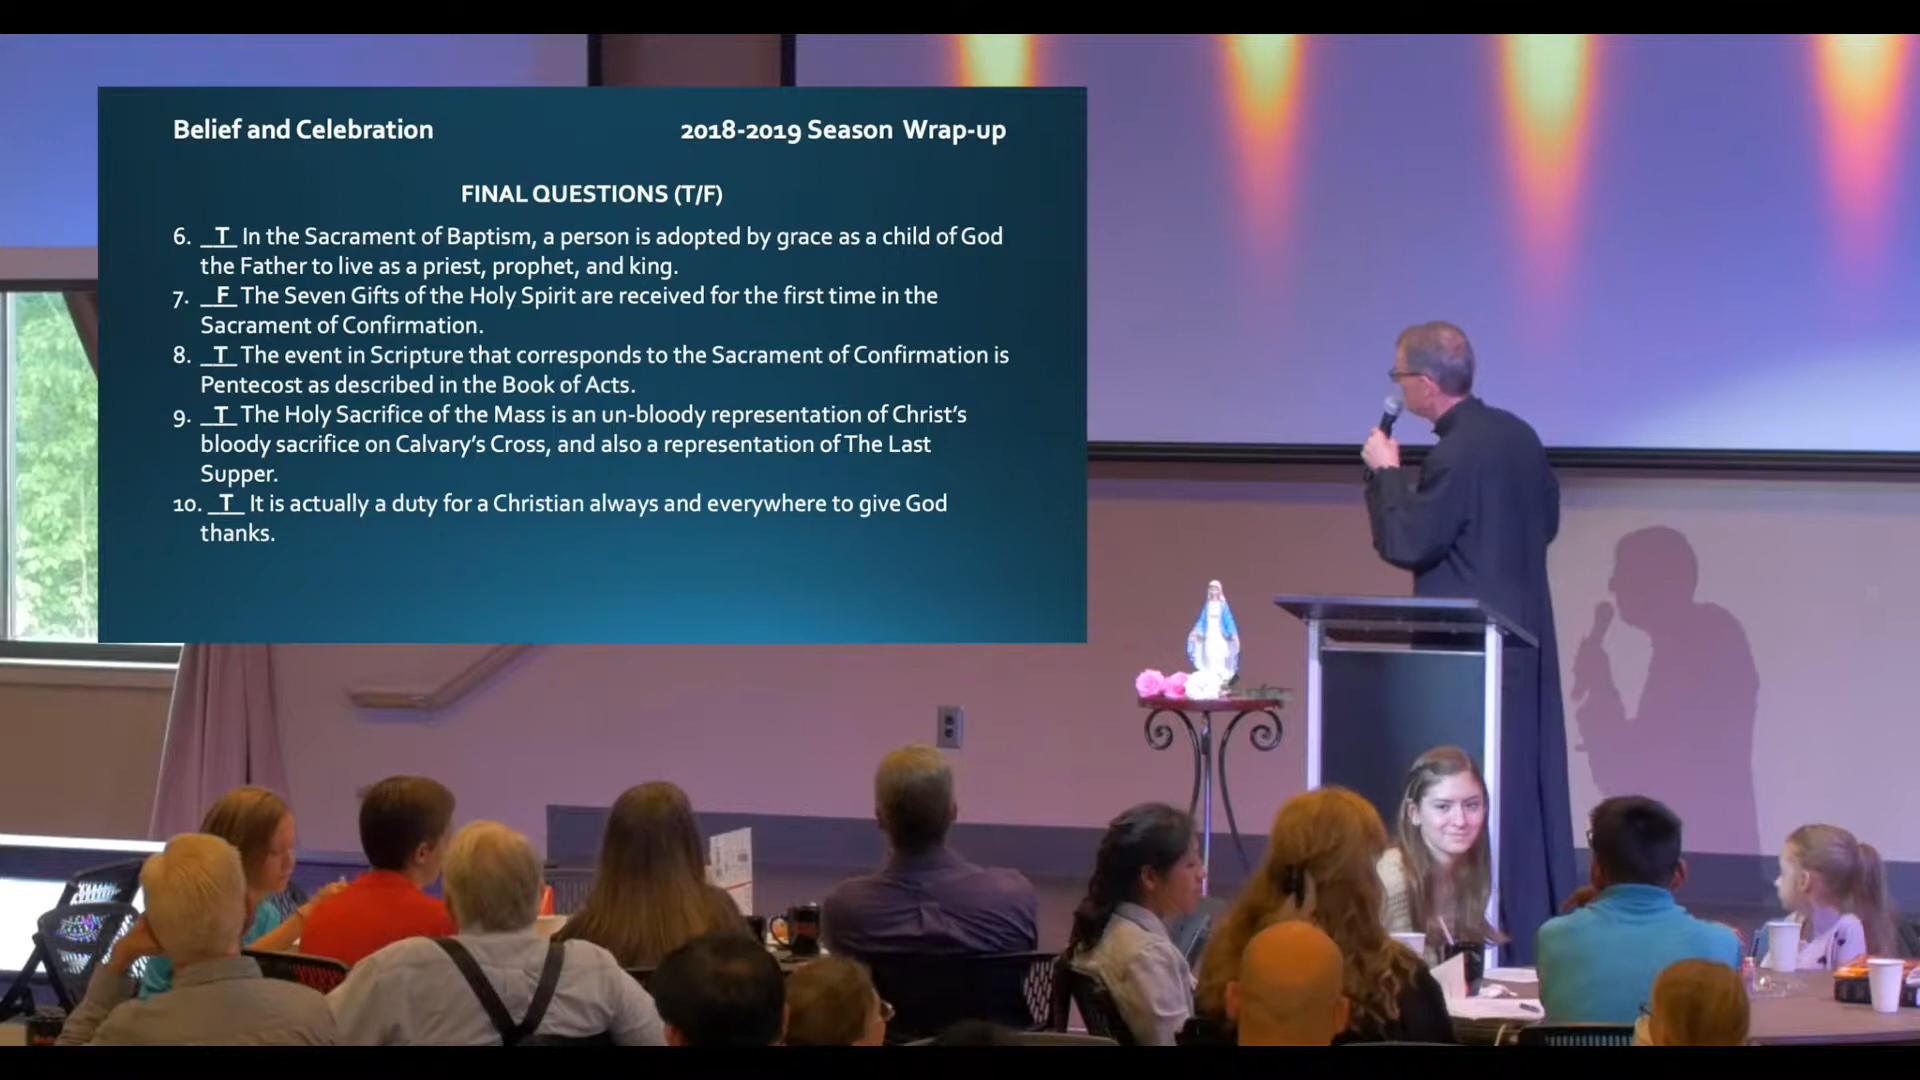 Belief and Celebration 2018-2019 Season Wrap-up
FINAL QUESTIONS (T/F)
6. __T_ In the Sacrament of Baptism, a person is adopted by grace as a child of God
the Father to live as a priest, prophet, and king.
7. __F_ The Seven Gifts of the Holy Spirit are received for the first time in the
Sacrament of Confirmation.
8. __T_ The event in Scripture that corresponds to the Sacrament of Confirmation is
Pentecost as described in the Book of Acts.
9. __T_ The Holy Sacrifice of the Mass is an un-bloody representation of Christ's
bloody sacrifice on Calvary's Cross, and also a representation of The Last
Supper.
10. __T_ It is actually a duty for a Christian always and everywhere to give God
thanks.